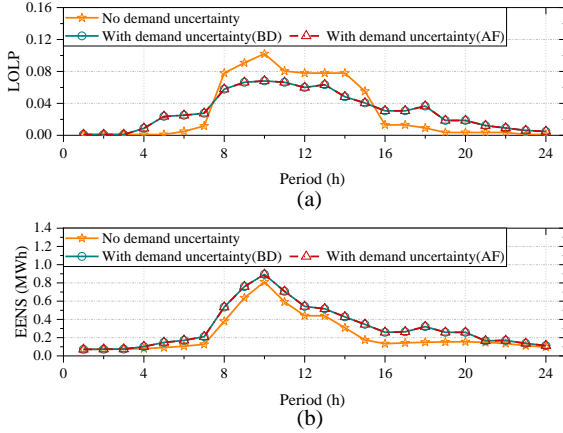 0.16
No demand uncertainty
With demand uncertainty(BD) With demand uncertainty(AF)
0.12
0.08
0.04
0.00
LOLP
0 4 8 12 16 20 24
Period (h)
(a)
1.4
No demand uncertainty
1.2
With demand uncertainty(BD) With demand uncertainty(AF)
1.0
0.8
0.6
0.4
0.2
0.0
EENS (MWh)
0 4 8 12 16 20 24
Period (h)
(b)